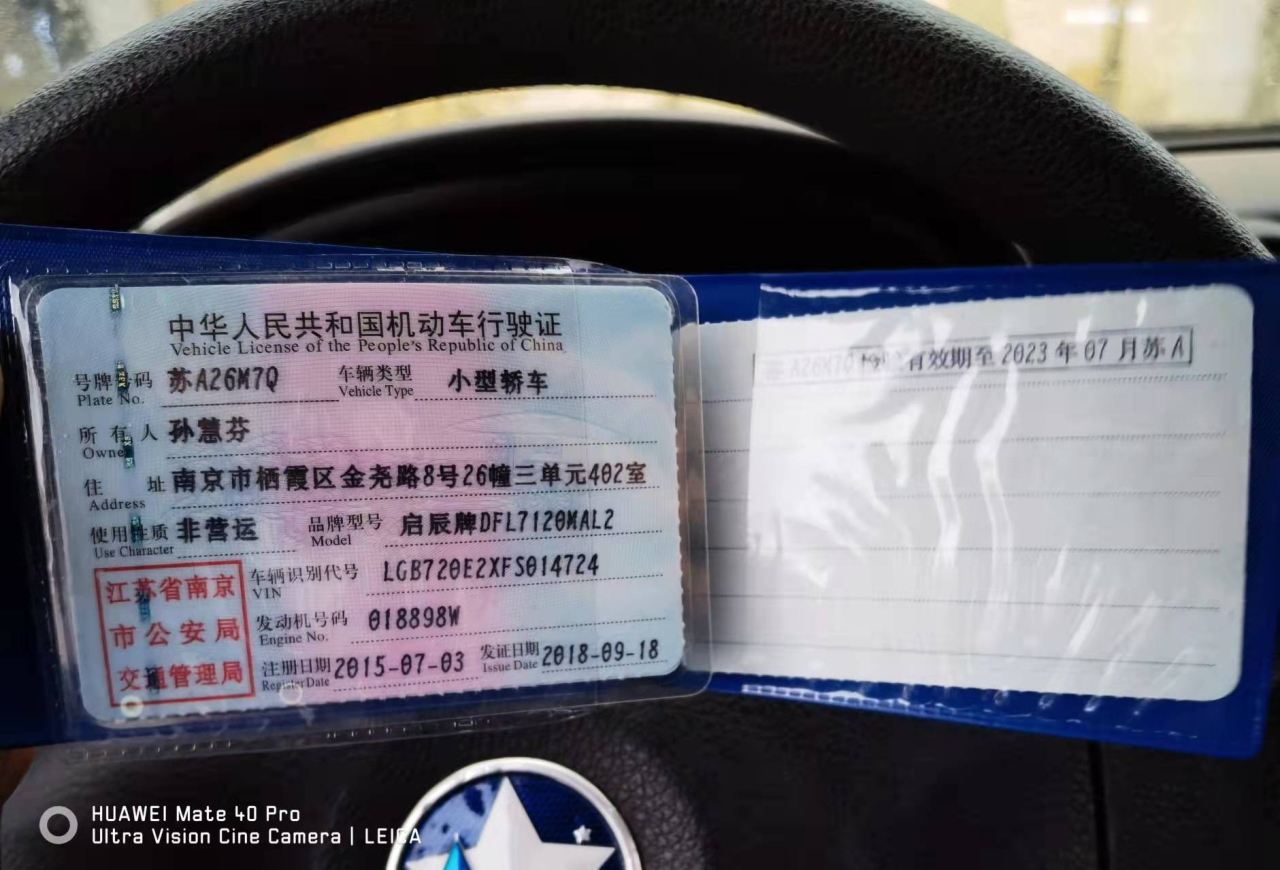 中华人民共和国机动车行驶证
Vehicle License of the People's Republic of China
号牌号码 苏A26M7Q 车辆类型 小型轿车
Plate No. Vehicle Type
所有人 孙慧芬
Owner
住址 南京市栖霞区金尧路8号26幢三单元402室
Address
使用性质 非营运 品牌型号 启辰牌DFL7120MAL2
Use Character Model
车辆识别代号 LGB720E2XFS014724
VIN
发动机号码 018898W
Engine No.
注册日期 2015-07-03 发证日期 2018-09-18
Register Date Issue Date
江苏省南京
市公安局
交通管理局
苏A26M7Q 检验有效期至2023年07月苏A
HUAWEI Mate 40 Pro
Ultra Vision Cine Camera | LEICA